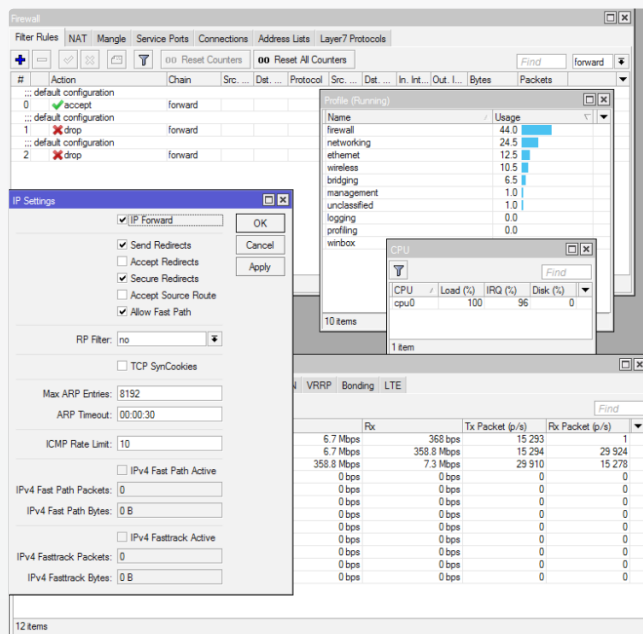 Firewall
Filter Rules NAT Mangle Service Ports Connections Address Lists Layer7 Protocols
00 Reset Counters 00 Reset All Counters Find forward
# Action Chain Src. ... Dst. ... Protocol Src. ... Dst. ... In. Int... Out. I... Bytes Packets
;;; default configuration
0 accept forward
;;; default configuration
1 drop forward
;;; default configuration
2 drop forward
Profile (Running)
Name Usage
firewall 44.0
networking 24.5
ethernet 12.5
wireless 10.5
bridging 6.5
management 1.0
unclassified 1.0
logging 0.0
profiling 0.0
winbox
10 items
CPU
Find
CPU Load (%) IRQ (%) Disk (%)
cpu0 100 96 0
1 item
IP Settings
IP Forward
OK
Send Redirects
Cancel
Accept Redirects
Secure Redirects
Apply
Accept Source Route
Allow Fast Path
RP Filter: no
TCP SynCookies
Max ARP Entries: 8192
ARP Timeout: 00:00:30
ICMP Rate Limit: 10
IPv4 Fast Path Active
IPv4 Fast Path Packets: 0
IPv4 Fast Path Bytes: 0 B
IPv4 Fasttrack Active
IPv4 Fasttrack Packets: 0
IPv4 Fasttrack Bytes: 0 B
VRRP Bonding LTE
Find
Rx Tx Packet (p/s) Rx Packet (p/s)
6.7 Mbps 368 bps 15 293 1
6.7 Mbps 358.8 Mbps 15 294 29 924
358.8 Mbps 7.3 Mbps 29 910 15 278
0 bps 0 bps 0 0
0 bps 0 bps 0 0
0 bps 0 bps 0 0
0 bps 0 bps 0 0
0 bps 0 bps 0 0
0 bps 0 bps 0 0
0 bps 0 bps 0 0
0 bps 0 bps 0 0
0 bps 0 bps 0 0
12 items